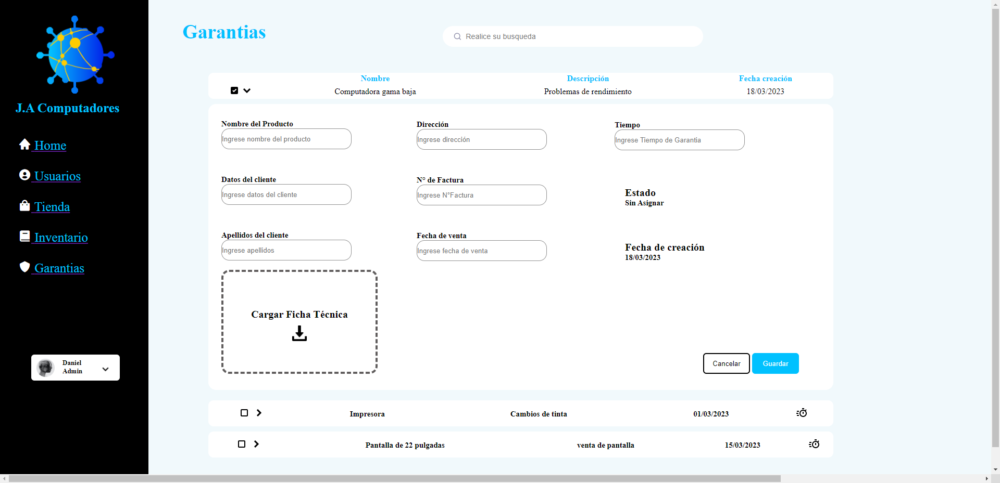 J.A Computadores
Home
Usuarios
Tienda
Inventario
Garantias
Daniel
Admin
Garantias
Realice su busqueda
Nombre Descripción Fecha creación
Computadora gama baja Problemas de rendimiento 18/03/2023
Nombre del Producto Dirección Tiempo
Ingrese nombre del producto Ingrese dirección Ingrese Tiempo de Garantia
Datos del cliente N° de Factura
Ingrese datos del cliente Ingrese N°Factura
Estado
Sin Asignar
Apellidos del cliente Fecha de venta
Ingrese apellidos Ingrese fecha de venta
Fecha de creación
18/03/2023
Cargar Ficha Técnica
Cancelar Guardar
Impresora Cambios de tinta 01/03/2023
Pantalla de 22 pulgadas venta de pantalla 15/03/2023